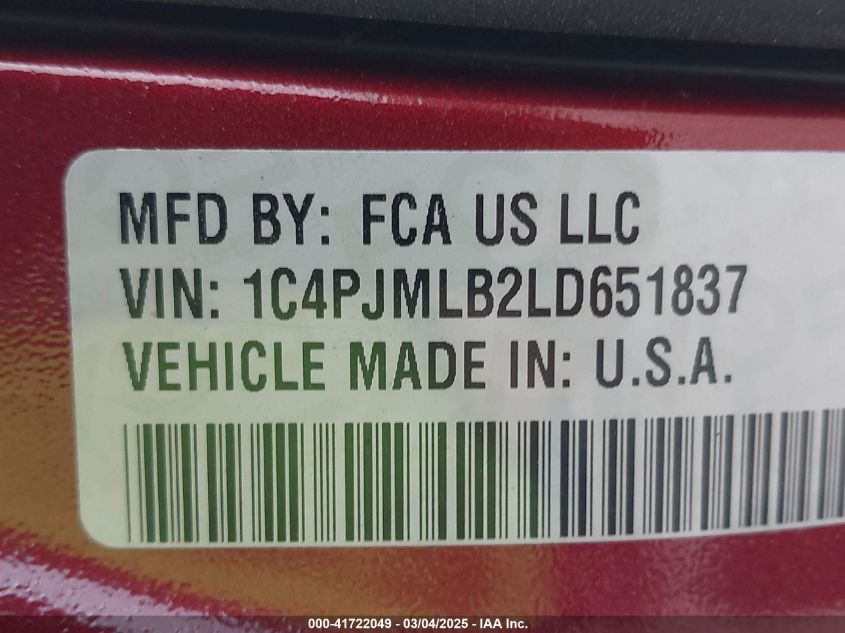 MFD BY: FCA US LLC
VIN: 1C4PJMLB2LD651837
VEHICLE MADE IN: U.S.A.
000-41722049 - 03/04/2025 - IAA Inc.